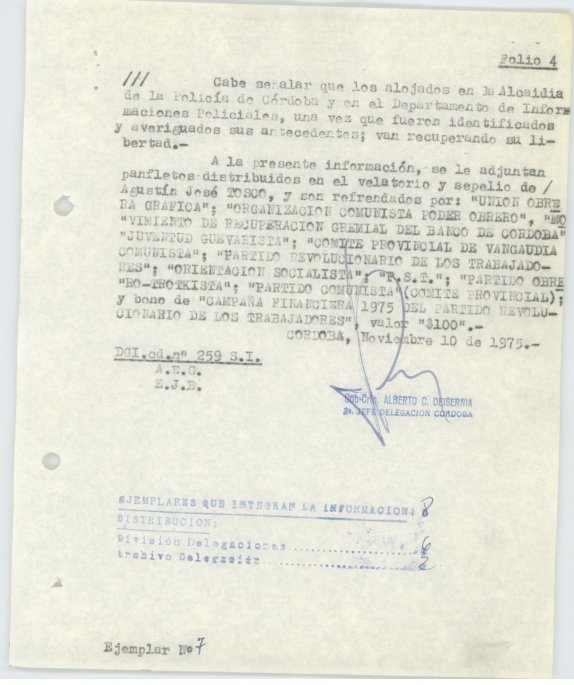 Folio 4
/// Cabe señalar que los alojados en la Alcaidia
de la Policía de Córdoba y en el Departamento de Infor
maciones Policiales, una vez que fueron identificados
y averiguados sus antecedentes; van recuperando su li-
bertad.-
A la presente información, se le adjuntan
panfletos distribuidos en el velatorio y sepelio de /
Agustín José TOSCO, y son refrendados por: "UNION OBRE
RA GRAFICA"; "ORGANIZACION COMUNISTA PODER OBRERO", "MO
"VIMIENTO DE RECUPERACION GREMIAL DEL BANCO DE CORDOBA"
"JUVENTUD GUEVARISTA"; "COMITE PROVINCIAL DE VANGAUDIA
COMUNISTA"; "PARTIDO REVOLUCIONARIO DE LOS TRABAJADO-
RES"; "ORIENTACION SOCIALISTA"; "P.S.T."; "PARTIDO OBRE
"RO-TROTKISTA"; "PARTIDO COMUNISTA"(COMITE PROVINCIAL);
y bono de "CAMPAÑA FINANCIERA 1975 DEL PARTIDO REVOLU-
CIONARIO DE LOS TRABAJADORES", valor "$100".-
CORDOBA, Noviembre 10 de 1975.-
DGI.cd.nº 259 S.I.
A.E.G.
E.J.B.
Sub-Crio. ALBERTO C. DEISERNIA
2º JEFE DELEGACION CORDOBA
EJEMPLARES QUE INTEGRAN LA INFORMACION: 8
DISTRIBUCION:
División Delegaciones.................. 6
Archivo Delegación..................... 2
Ejemplar Nº 7